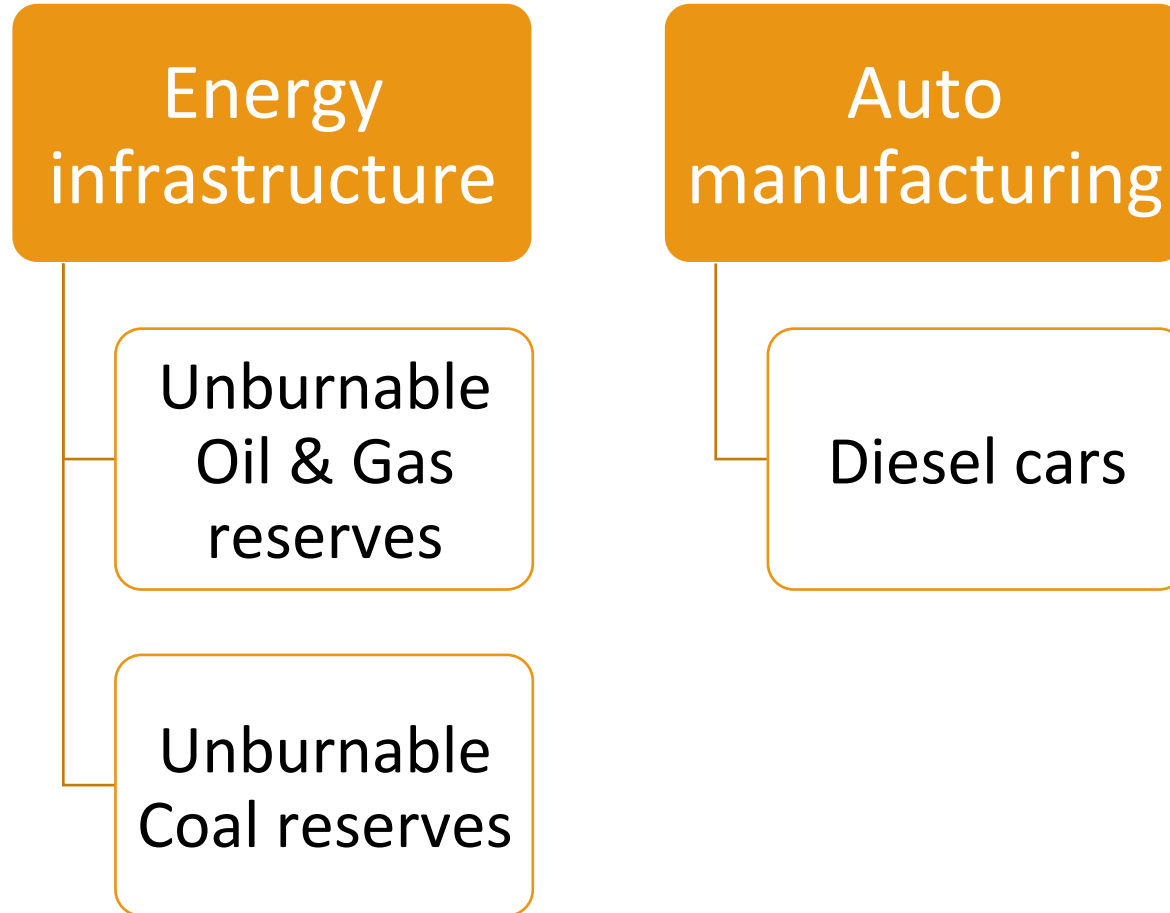 Energy
infrastructure
Unburnable
Oil & Gas
reserves
Unburnable
Coal reserves
Auto
manufacturing
Diesel cars